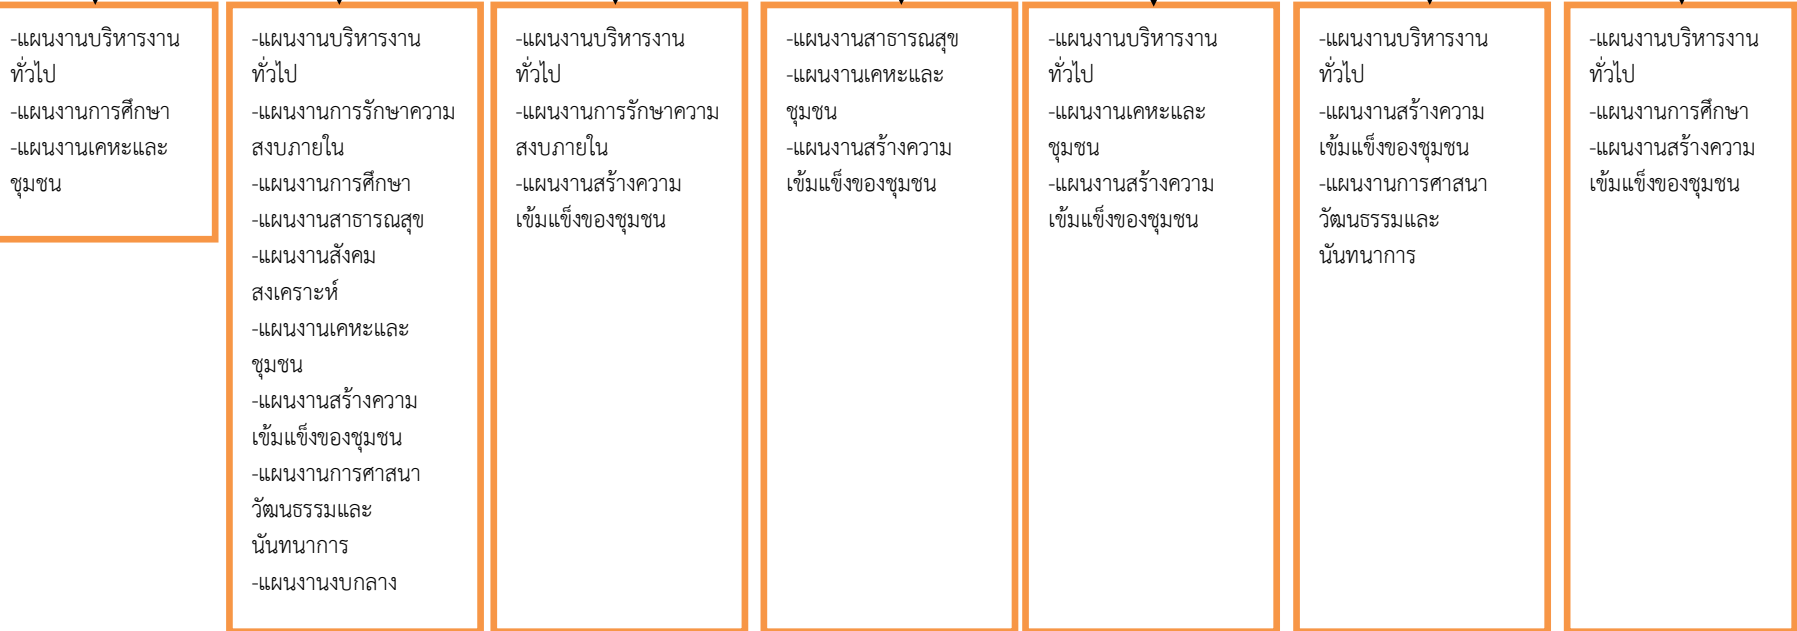 -แผนงานบริหารงาน
ทั่วไป
-แผนงานการศึกษา
-แผนงานเคหะและ
ชุมชน
-แผนงานบริหารงาน
ทั่วไป
-แผนงานการรักษาความ
สงบภายใน
-แผนงานการศึกษา
-แผนงานสาธารณสุข
-แผนงานสังคม
สงเคราะห์
-แผนงานเคหะและ
ชุมชน
-แผนงานสร้างความ
เข้มแข็งของชุมชน
-แผนงานการศาสนา
วัฒนธรรมและ
นันทนาการ
-แผนงานงบกลาง
-แผนงานบริหารงาน
ทั่วไป
-แผนงานการรักษาความ
สงบภายใน
-แผนงานสร้างความ
เข้มแข็งของชุมชน
-แผนงานสาธารณสุข
-แผนงานเคหะและ
ชุมชน
-แผนงานสร้างความ
เข้มแข็งของชุมชน
-แผนงานบริหารงาน
ทั่วไป
-แผนงานเคหะและ
ชุมชน
-แผนงานสร้างความ
เข้มแข็งของชุมชน
-แผนงานบริหารงาน
ทั่วไป
-แผนงานสร้างความ
เข้มแข็งของชุมชน
-แผนงานการศาสนา
วัฒนธรรมและ
นันทนาการ
-แผนงานบริหารงาน
ทั่วไป
-แผนงานการศึกษา
-แผนงานสร้างความ
เข้มแข็งของชุมชน